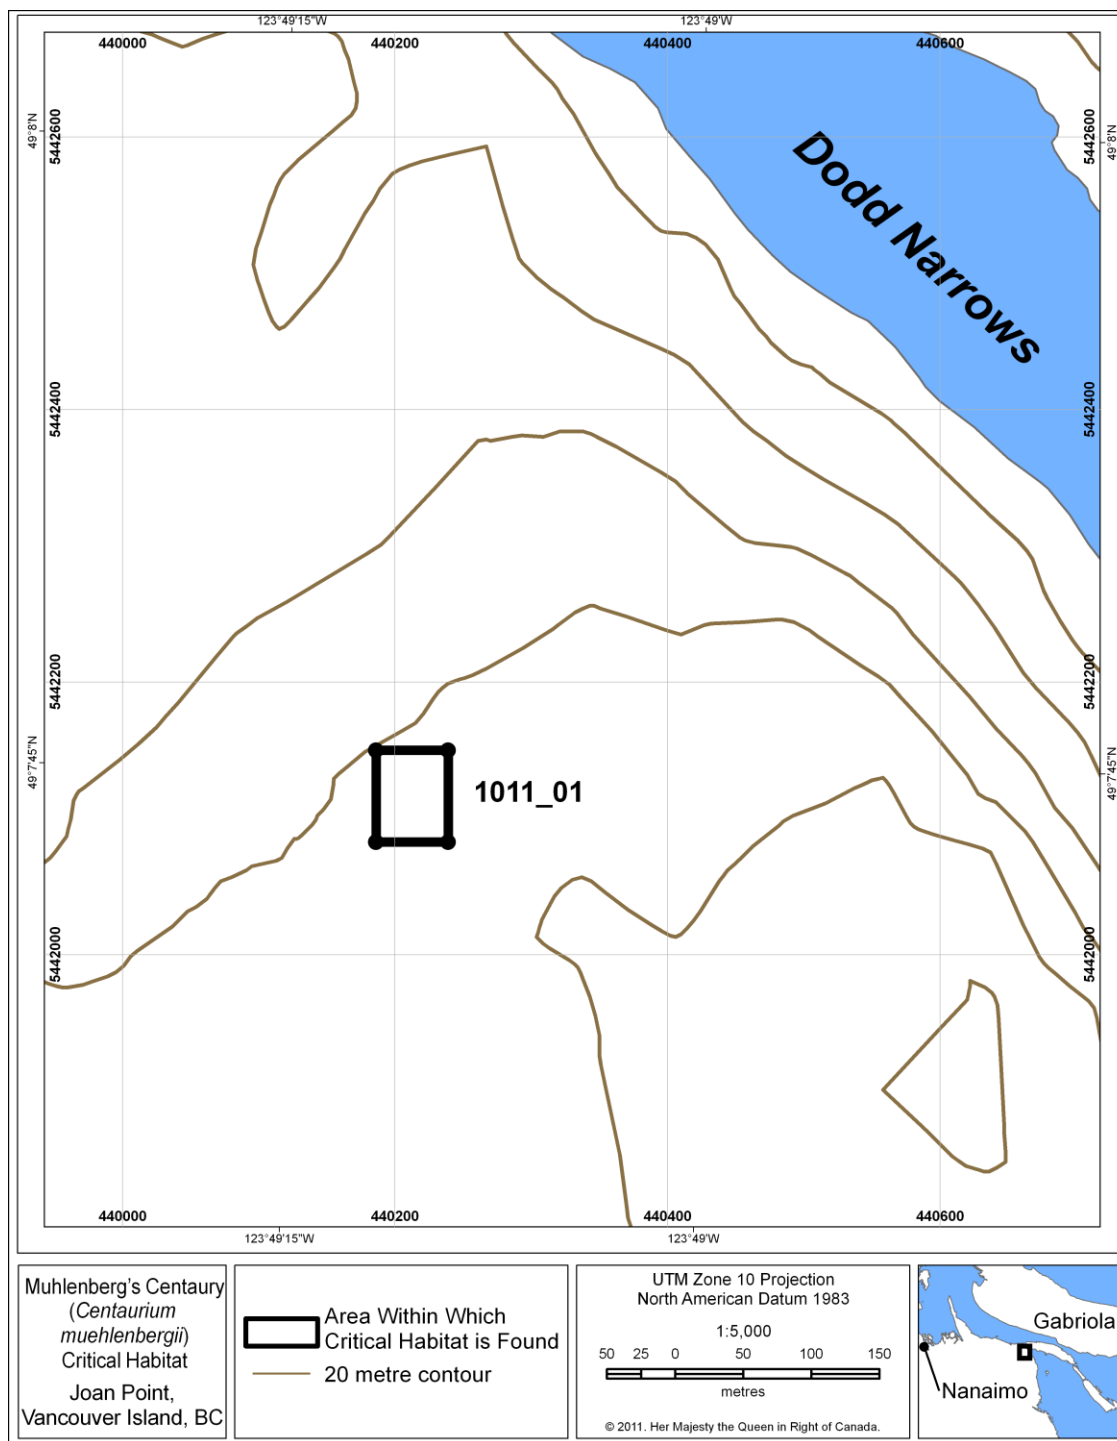 123°49'15"W
123°49'W
440000
440200
440400
440600
49°8'N
5442600
5442600
49°8'N
Dodd Narrows
5442400
5442400
5442200
5442200
49°7'45"N
49°7'45"N
1011_01
5442000
5442000
440000
440200
440400
440600
123°49'15"W
123°49'W
Muhlenberg's Centaury
(Centaurium
muehlenbergii)
Critical Habitat
Joan Point,
Vancouver Island, BC
Area Within Which
Critical Habitat is Found
20 metre contour
UTM Zone 10 Projection
North American Datum 1983
1:5,000
50 25 0 50 100 150
metres
© 2011. Her Majesty the Queen in Right of Canada.
Gabriola
Nanaimo